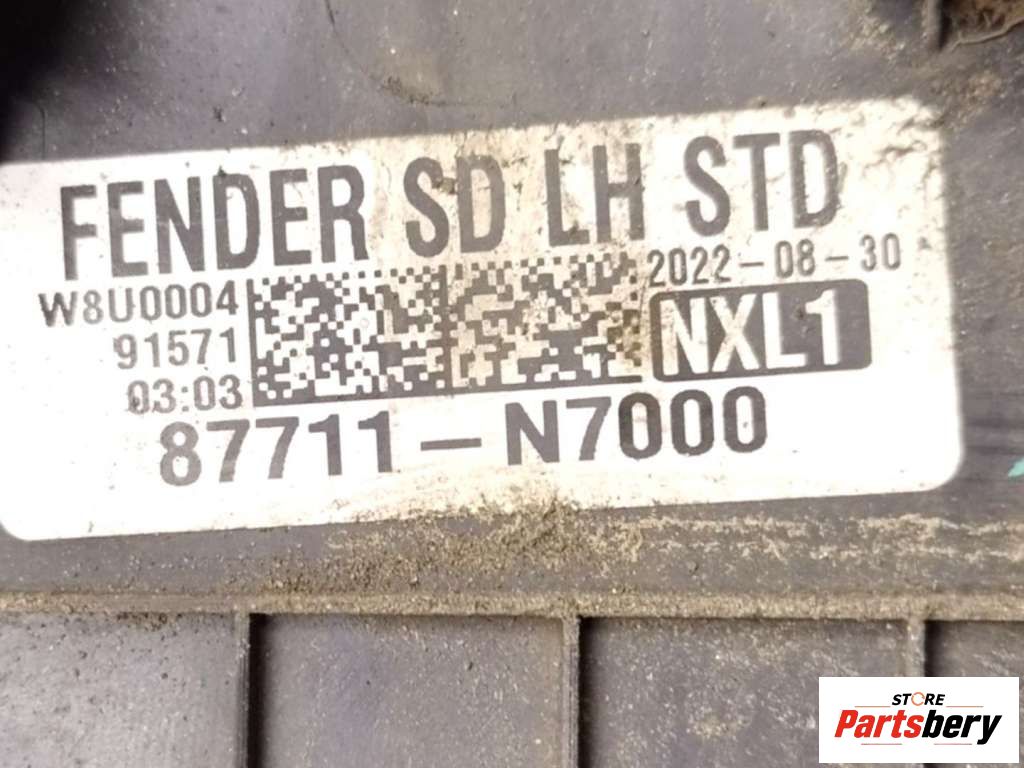 FENDER SD LH STD
W8U0004
91571
03:03
2022-08-30
NXL1
87711-N7000
STORE
Partsbery